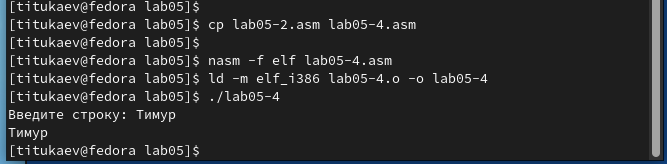 [titukaev@fedora lab05]$
[titukaev@fedora lab05]$ cp lab05-2.asm lab05-4.asm
[titukaev@fedora lab05]$
[titukaev@fedora lab05]$ nasm -f elf lab05-4.asm
[titukaev@fedora lab05]$ ld -m elf_i386 lab05-4.o -o lab05-4
[titukaev@fedora lab05]$ ./lab05-4
Введите строку: Тимур
Тимур
[titukaev@fedora lab05]$